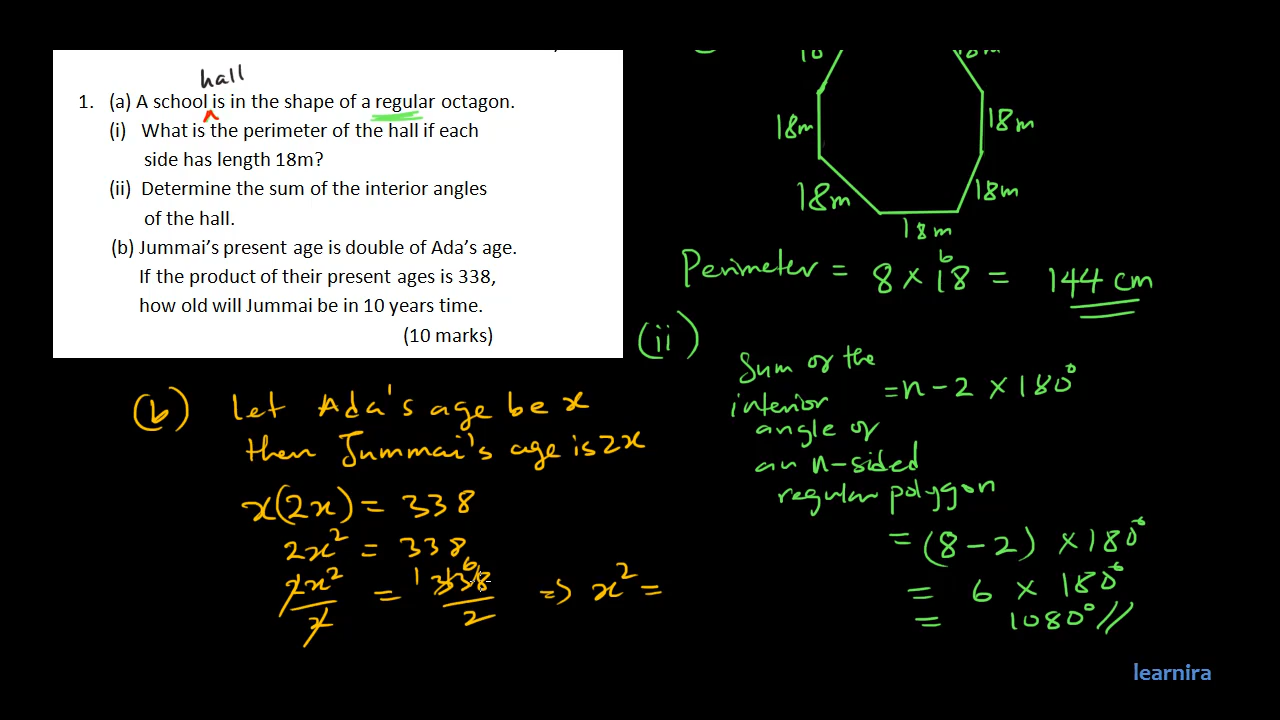 hall
1. (a) A school is in the shape of a regular octagon.
(i) What is the perimeter of the hall if each
side has length 18m?
(ii) Determine the sum of the interior angles
of the hall.
(b) Jummai's present age is double of Ada's age.
If the product of their present ages is 338,
how old will Jummai be in 10 years time.
(10 marks)
18m 18m
18m 18m
18m
Perimeter = 8 × 18 = 144 cm
(ii)
Sum of the
interior = n - 2 × 180°
angle of
an n-sided
regular polygon
= (8 - 2) × 180°
= 6 × 180°
= 1080° //
(b) Let Ada's age be x
then Jummai's age is 2x
x(2x) = 338
2x² = 338
2x²/2 = 338/2 => x² =
learnira